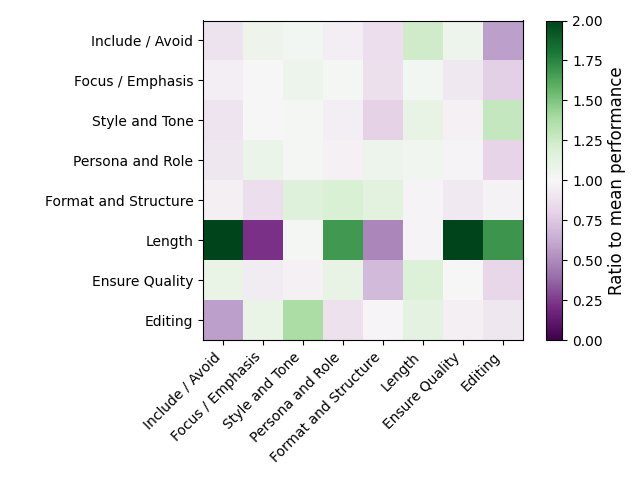 Include / Avoid
Focus / Emphasis
Style and Tone
Persona and Role
Format and Structure
Length
Ensure Quality
Editing
Include / Avoid
Focus / Emphasis
Style and Tone
Persona and Role
Format and Structure
Length
Ensure Quality
Editing
2.00
1.75
1.50
1.25
1.00
0.75
0.50
0.25
0.00
Ratio to mean performance